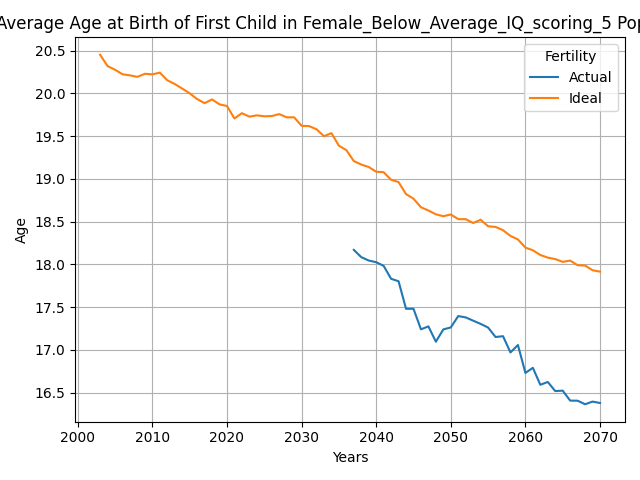 Average Age at Birth of First Child in Female_Below_Average_IQ_scoring_5 Pop
Fertility
Actual
Ideal
20.5
20.0
19.5
19.0
18.5
18.0
17.5
17.0
16.5
Age
2000 2010 2020 2030 2040 2050 2060 2070
Years